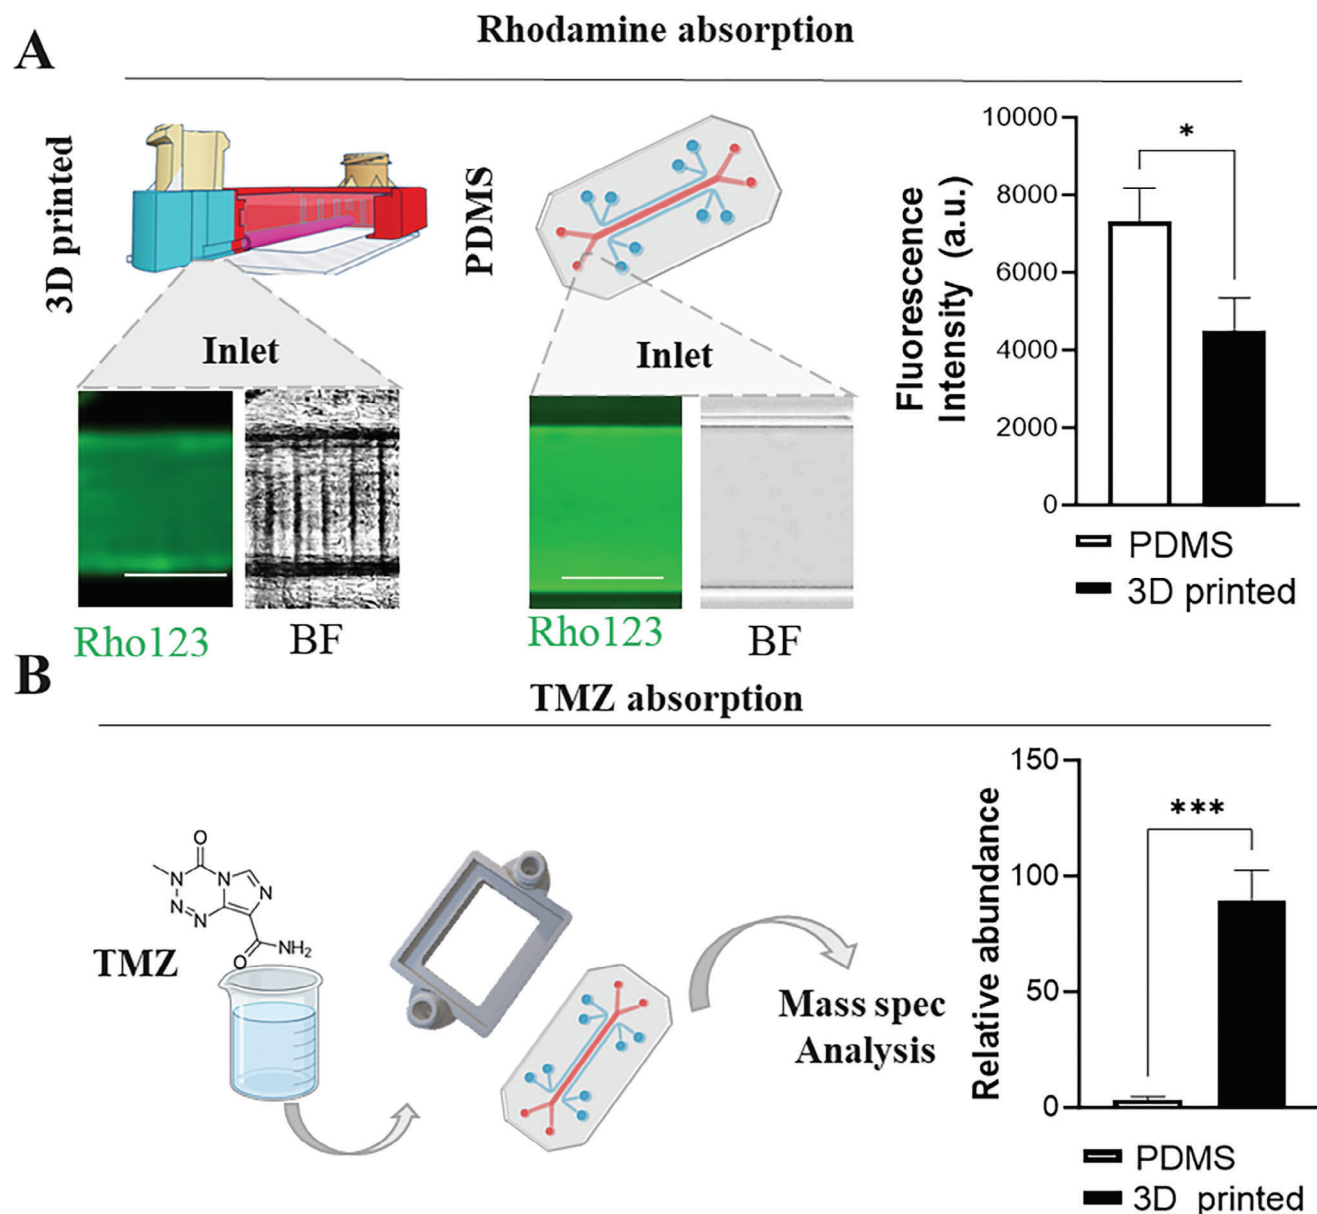 A
Rhodamine absorption
3D printed
PDMS
Inlet
Inlet
Rho123
BF
Rho123
BF
Fluorescence
Intensity (a.u.)
10000
8000
6000
4000
2000
0
*
PDMS
3D printed
B
TMZ absorption
O
N
N
N
N
N
N
O
NH2
TMZ
Mass spec
Analysis
Relative abundance
150
100
50
0
***
PDMS
3D printed